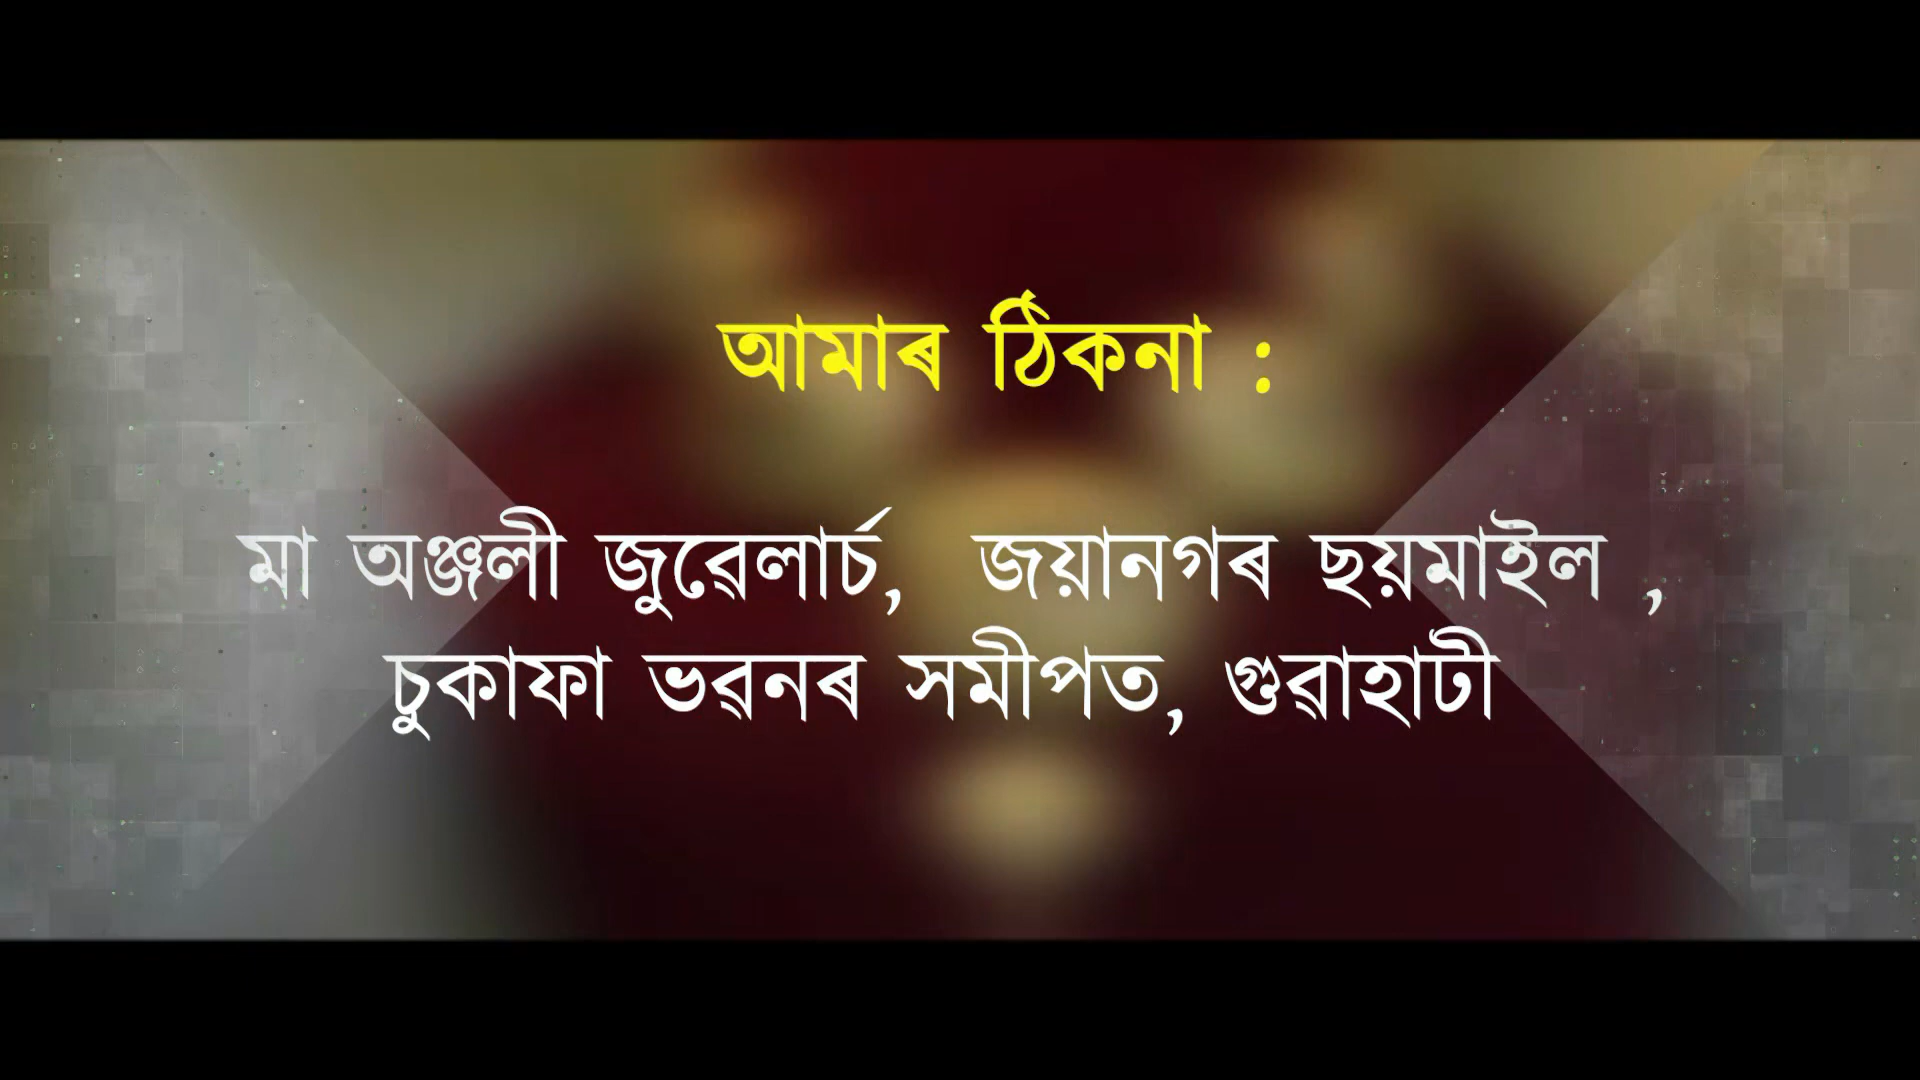 আমাৰ ঠিকনা :
মা অঞ্জলী জুৱেলাৰ্চ, জয়ানগৰ ছয়মাইল ,
চুকাফা ভৱনৰ সমীপত, গুৱাহাটী